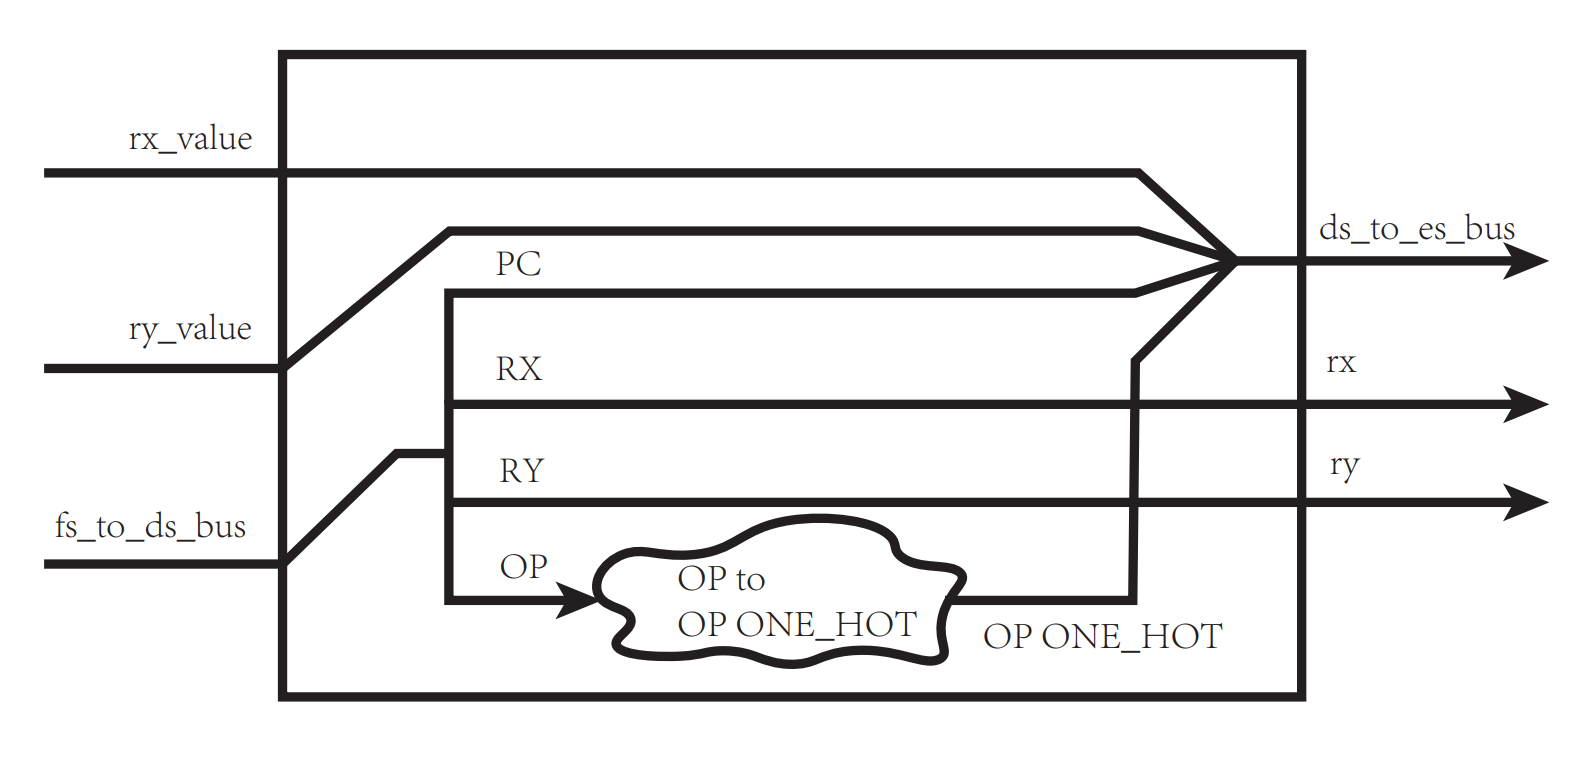 rx_value
ds_to_es_bus
PC
ry_value
RX
rx
RY
ry
fs_to_ds_bus
OP
OP to
OP ONE_HOT
OP ONE_HOT